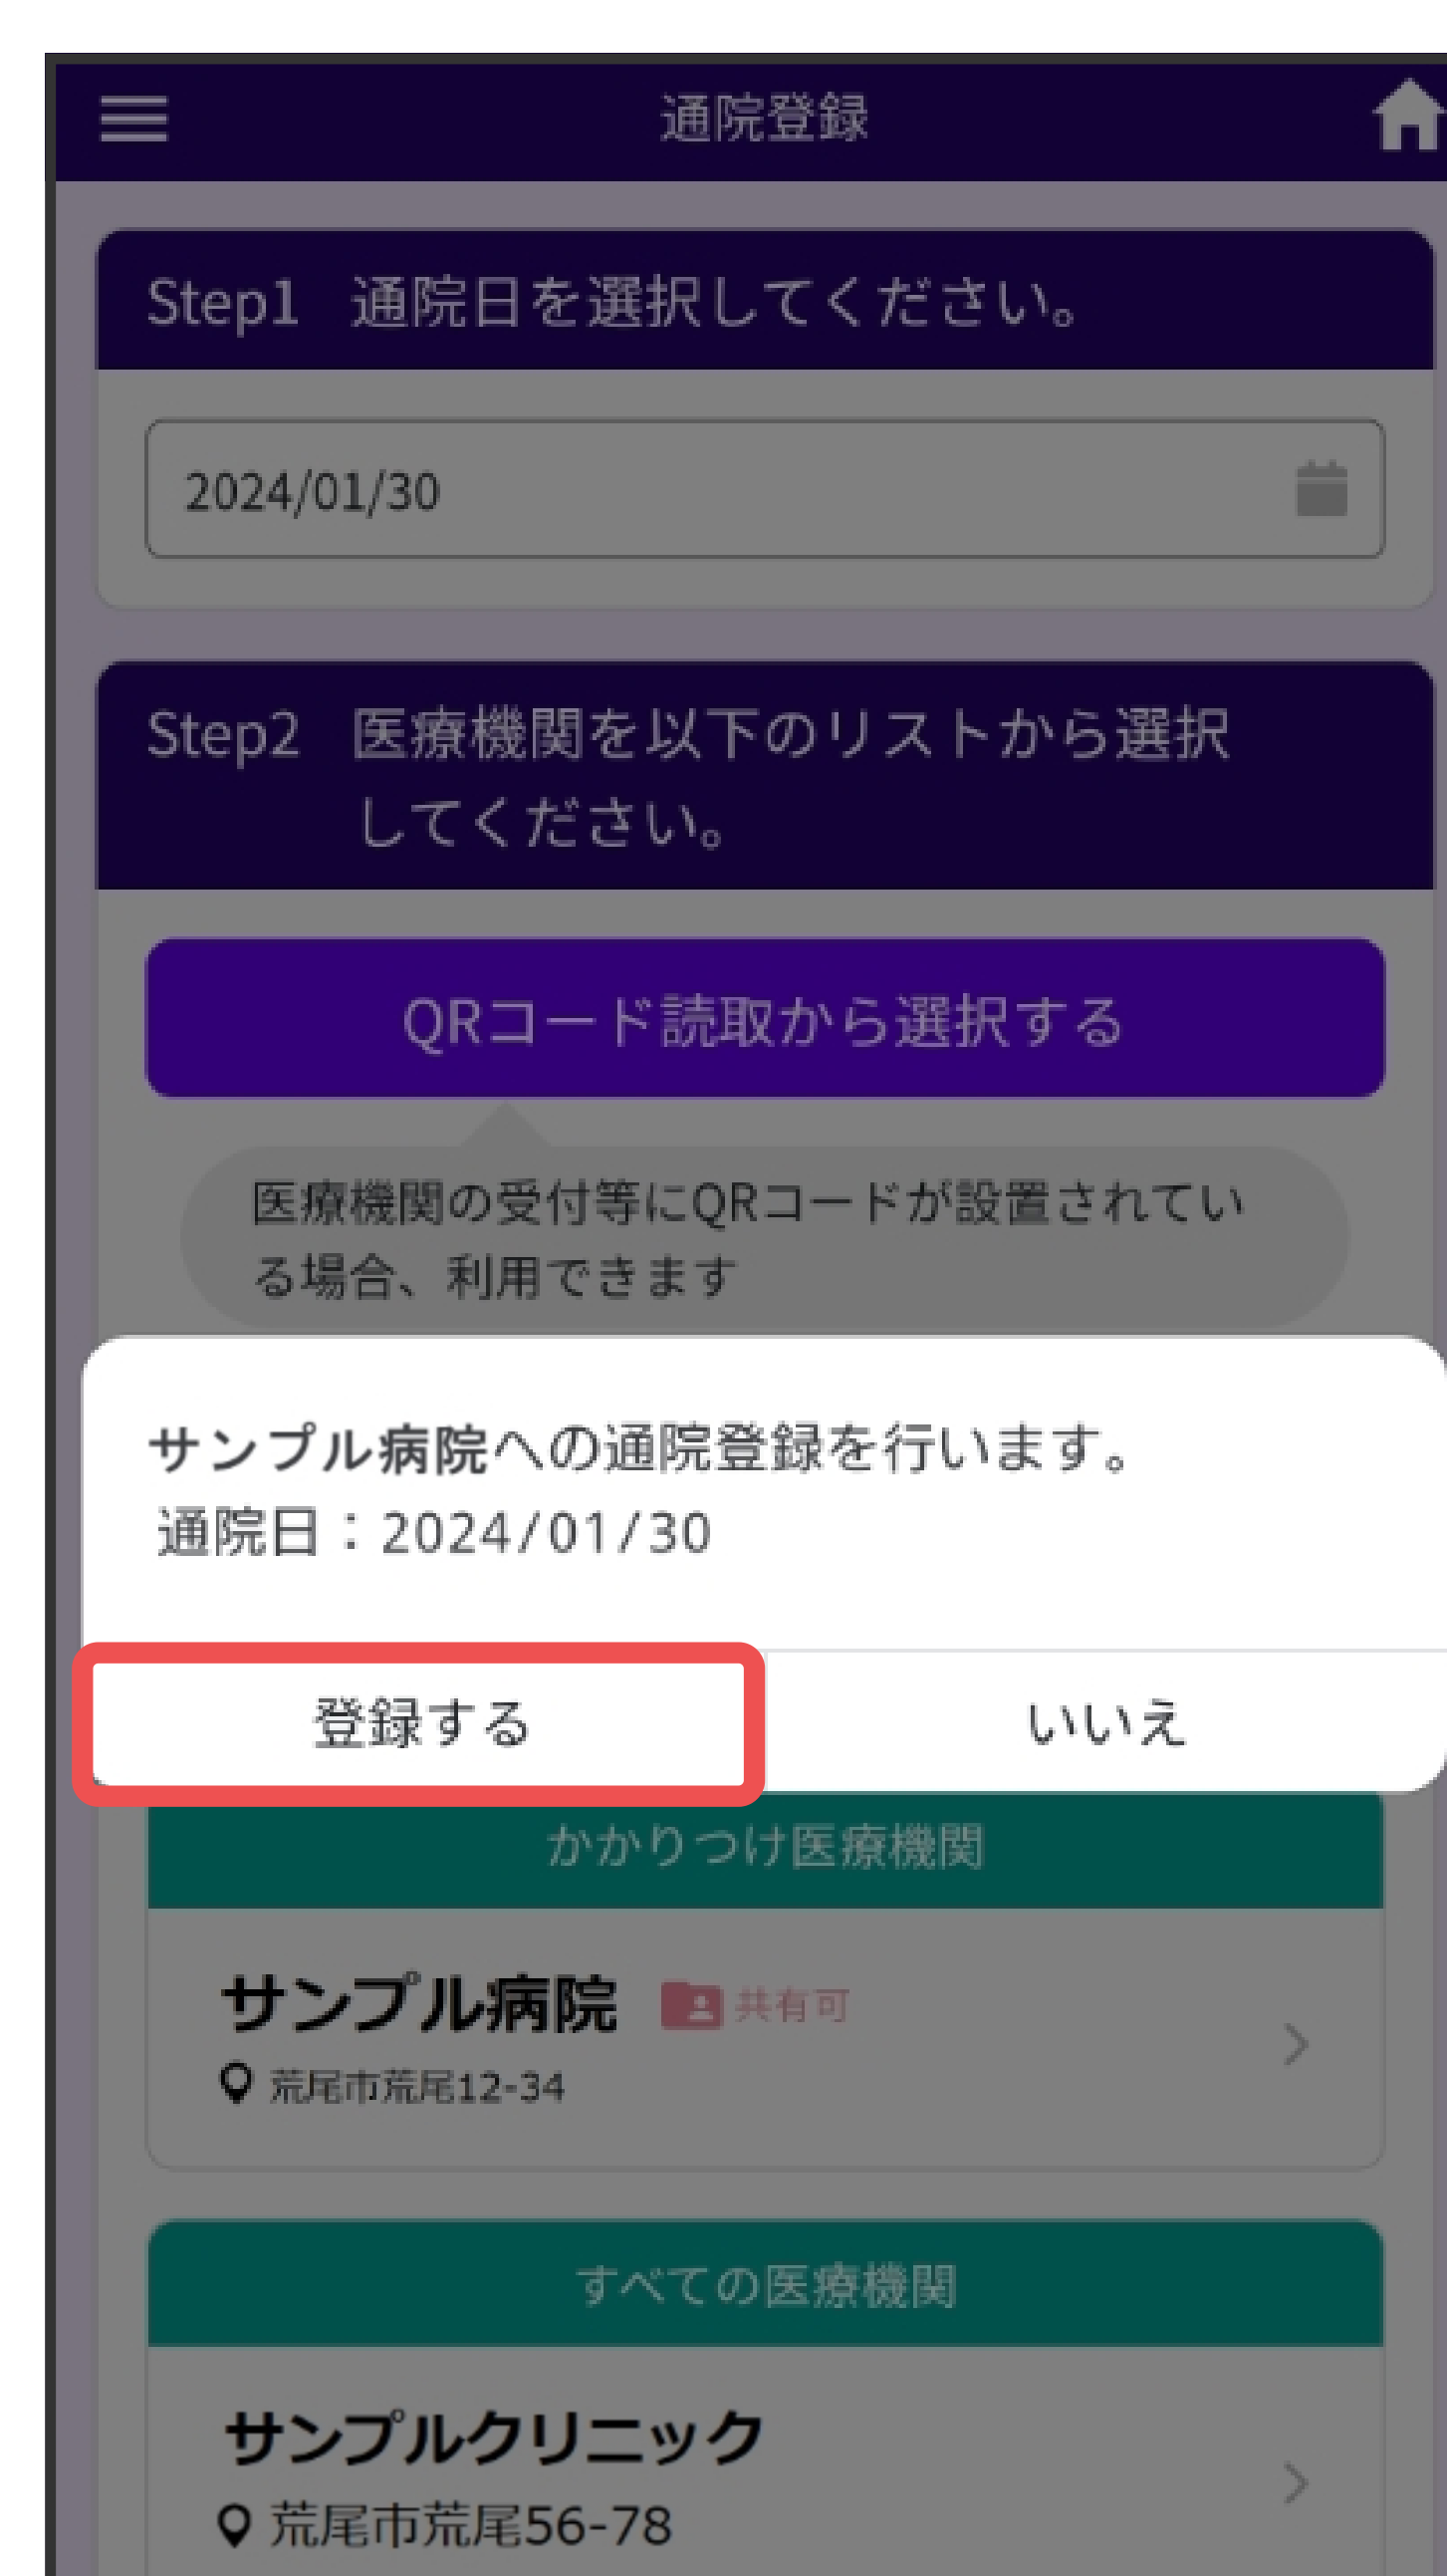 通院登録
Step1 通院日を選択してください。
2024/01/30
Step2 医療機関を以下のリストから選択
してください。
QRコード読取から選択する
医療機関の受付等にQRコードが設置されてい
る場合、利用できます
サンプル病院への通院登録を行います。
通院日：2024/01/30
登録する いいえ
かかりつけ医療機関
サンプル病院 共有可
荒尾市荒尾12-34
すべての医療機関
サンプルクリニック
荒尾市荒尾56-78